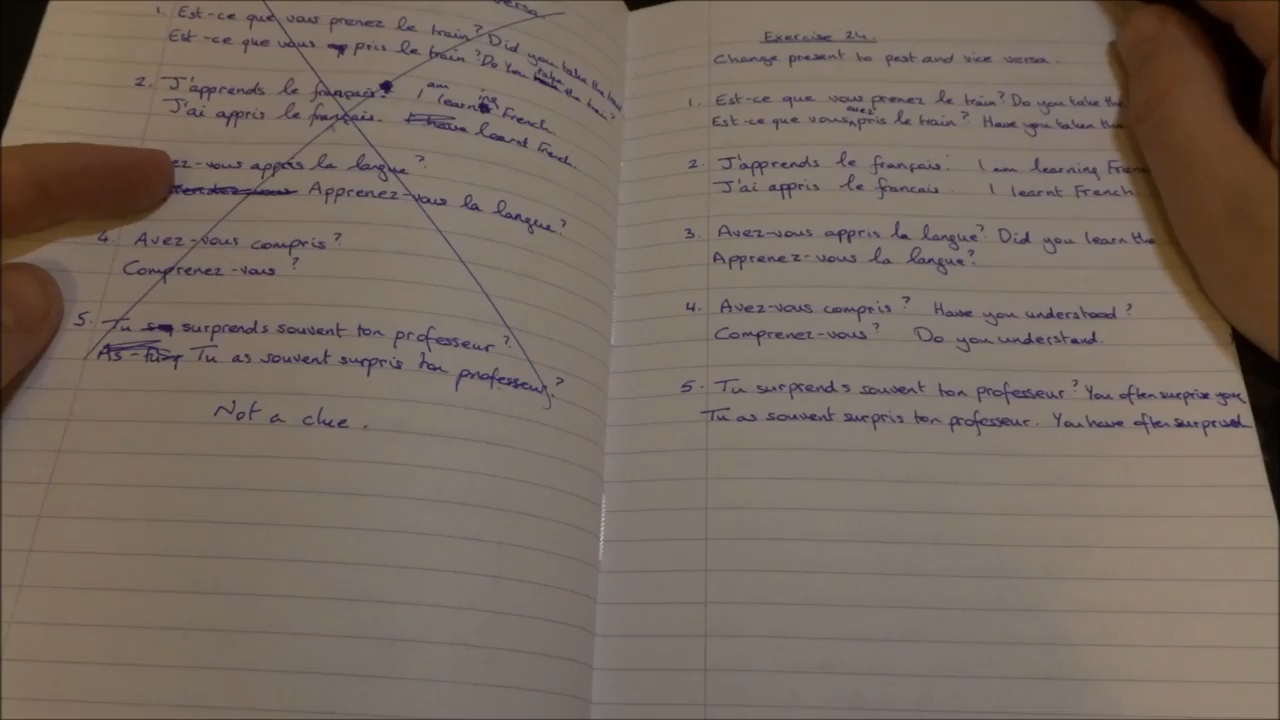 versa
1. Est-ce que vous prenez le train? Did you take the train
Est-ce que vous pris le train? Do you take the train?
2. J'apprends le français. I am learning French.
J'ai appris le français. learnt French.
ez-vous appris la langue?
Apprenez-vous la langue?
4. Avez-vous compris?
Comprenez-vous?
5. Tu surprends souvent ton professeur?
As-tu Tu as souvent surpris ton professeur?
Not a clue.
Exercise 24.
Change present to past and vice versa.
1. Est-ce que vous prenez le train? Do you take the
Est-ce que vous avez pris le train? Have you taken the
2. J'apprends le français. I am learning Fren
J'ai appris le francais. I learnt French
3. Avez-vous appris la langue? Did you learn the
Apprenez-vous la langue?
4. Avez-vous compris? Have you understood?
Comprenez-vous? Do you understand.
5. Tu surprends souvent ton professeur? You often surprise your
Tu as souvent surpris ton professeur. You have often surprised